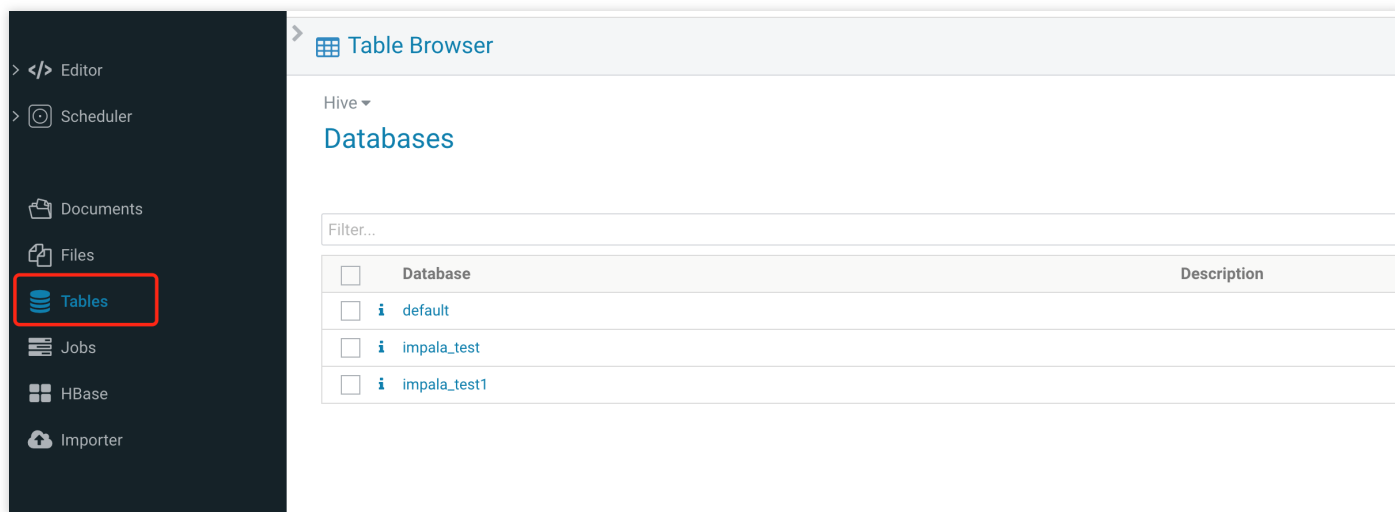 Editor
Scheduler
Documents
Files
Tables
Jobs
HBase
Importer
Table Browser
Hive
Databases
Filter...
Database Description
default
impala_test
impala_test1